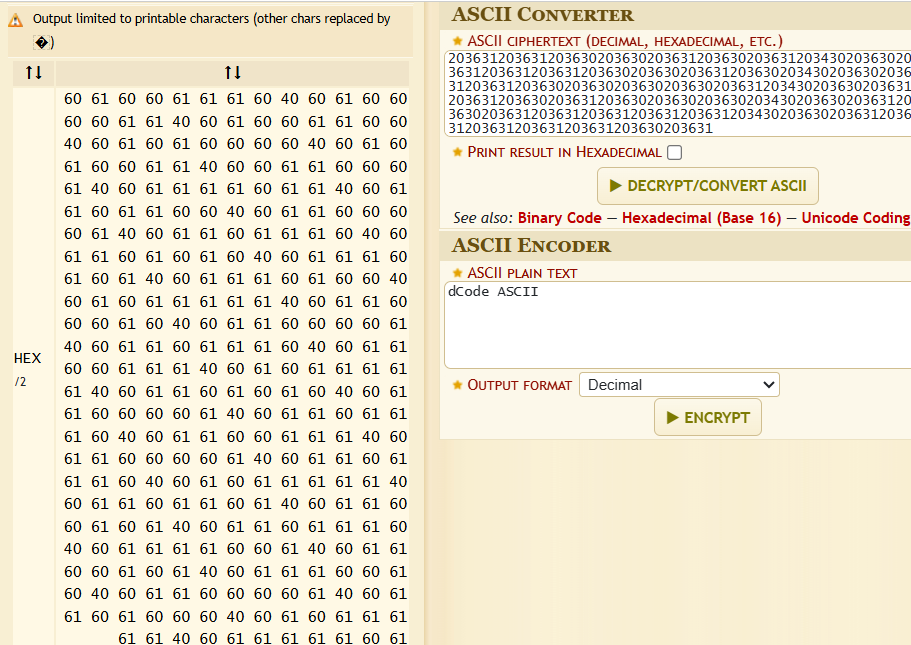 Output limited to printable characters (other chars replaced by
�)
↑↓ ↑↓
HEX
/2
60 61 60 60 61 61 61 60 40 60 61 60 60
60 60 61 61 40 60 61 60 60 61 61 60 60
40 60 61 60 61 60 60 60 60 40 60 61 60
61 60 60 61 61 40 60 60 61 61 60 60 60
61 40 60 61 61 61 61 60 61 61 40 60 61
61 60 61 61 60 60 40 60 61 61 60 60 60
60 61 40 60 61 61 60 61 61 61 60 40 60
61 61 60 61 60 61 60 40 60 61 61 61 60
61 60 61 40 60 61 61 61 60 61 60 60 40
60 61 60 61 61 61 61 61 40 60 61 61 60
60 60 61 60 40 60 61 61 60 60 60 60 61
40 60 61 61 60 61 61 61 60 40 60 61 61
60 60 61 61 61 40 60 61 60 61 61 61 61
61 40 60 61 61 60 61 60 61 60 40 60 61
61 60 60 60 60 61 40 60 61 61 60 61 61
61 60 40 60 61 61 60 60 61 61 61 40 60
61 61 60 60 60 60 61 40 60 61 61 60 61
61 61 60 40 60 61 60 61 61 61 61 61 40
60 61 61 60 61 61 60 61 40 60 61 61 60
60 61 60 61 40 60 61 61 60 61 61 61 60
40 60 61 61 61 61 60 60 61 40 60 61 61
60 60 61 60 61 40 60 61 61 61 60 60 61
60 40 60 61 61 60 60 60 60 61 40 60 61
61 60 61 60 60 60 40 60 61 60 61 61 61
61 61 40 60 61 61 61 61 61 60 61
ASCII CONVERTER
ASCII CIPHERTEXT (DECIMAL, HEXADECIMAL, ETC.)
20363120363120363020363020363120363020363120343020363020
PRINT RESULT IN HEXADECIMAL
▶ DECRYPT/CONVERT ASCII
See also: Binary Code – Hexadecimal (Base 16) – Unicode Coding
ASCII ENCODER
ASCII PLAIN TEXT
dCode ASCII
OUTPUT FORMAT Decimal
▶ ENCRYPT